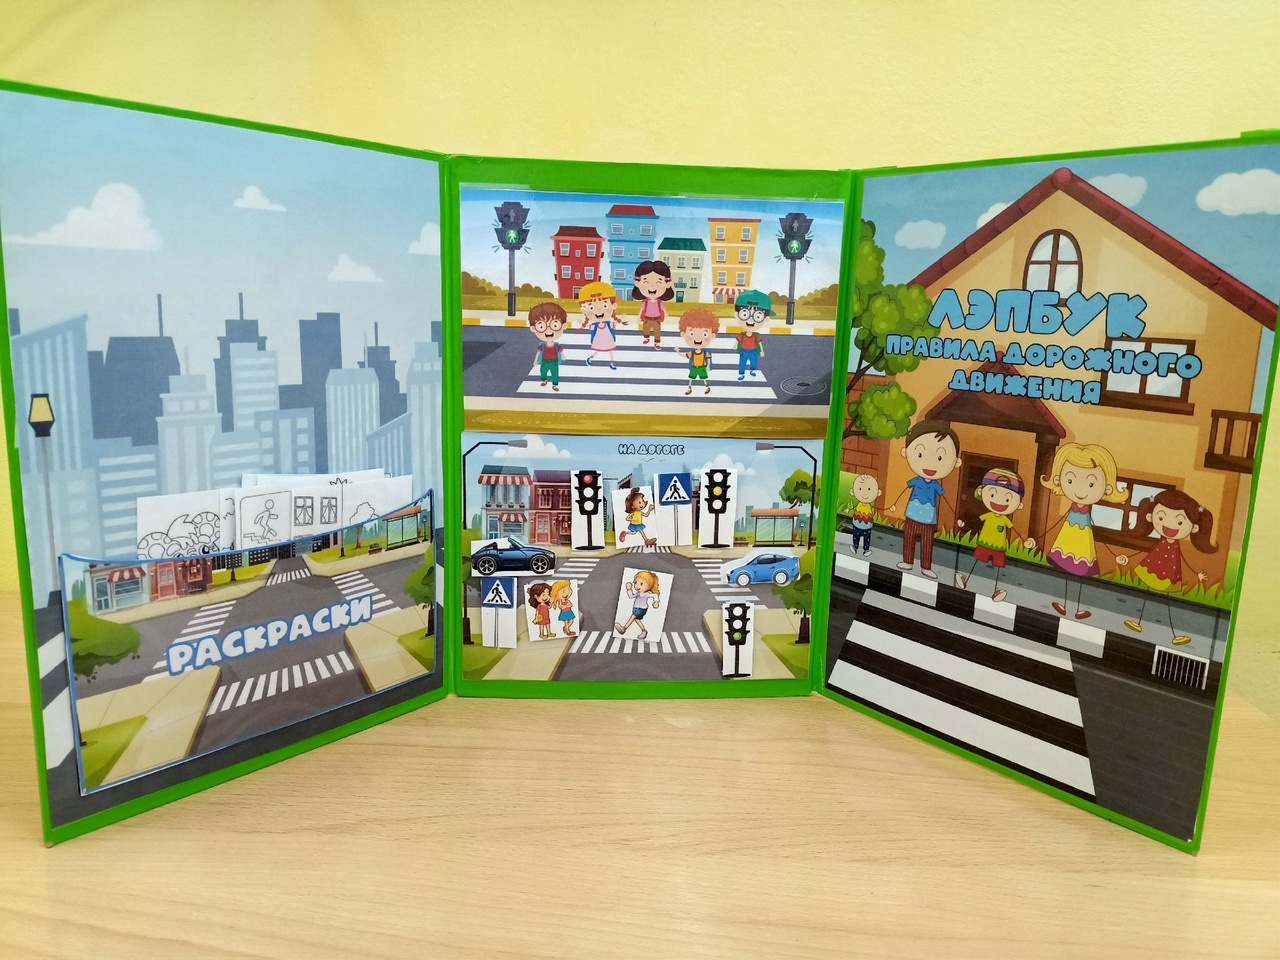 РАСКРАСКИ
НА ДОРОГЕ
ЛЭПБУК
ПРАВИЛА ДОРОЖНОГО
ДВИЖЕНИЯ